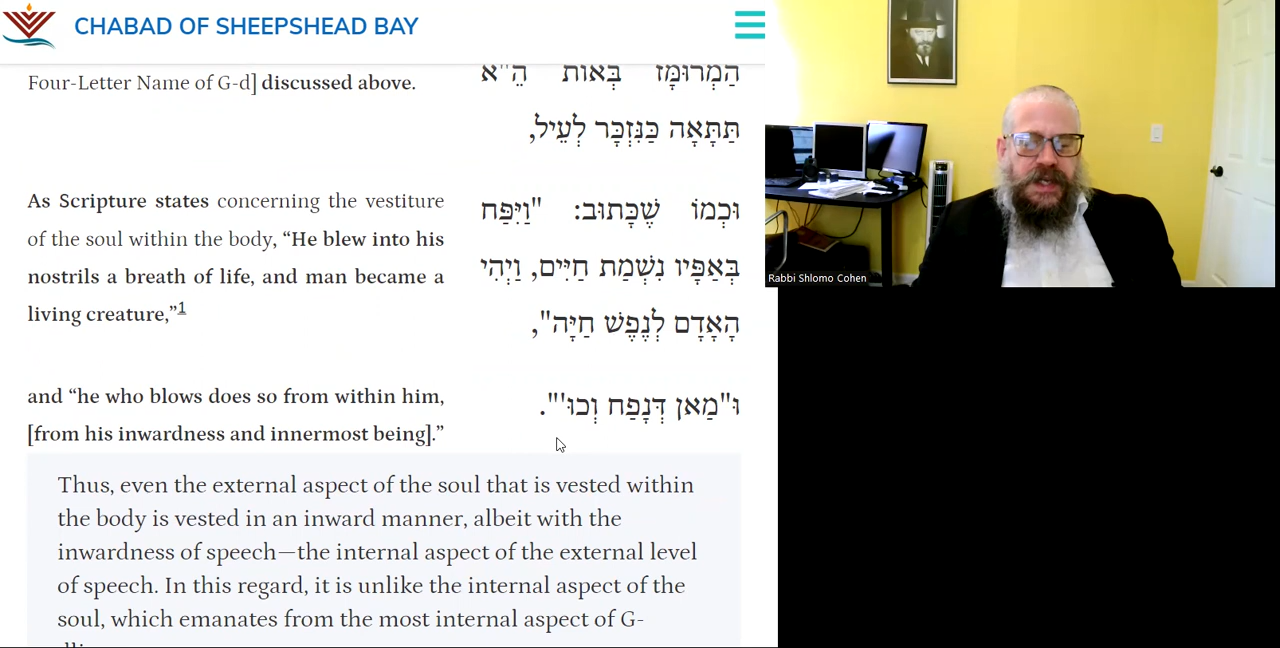 CHABAD OF SHEEPSHEAD BAY
Four-Letter Name of G-d] discussed above.
הַמְרוּמָּז בְּאוֹת הֵ"א
תַּתָּאָה כַּנִּזְכָּר לְעֵיל,
As Scripture states concerning the vestiture
of the soul within the body, “He blew into his
nostrils a breath of life, and man became a
living creature,”1
וּכְמוֹ שֶׁכָּתוּב: "וַיִּפַּח
בְּאַפָּיו נִשְׁמַת חַיִּים, וַיְהִי
הָאָדָם לְנֶפֶשׁ חַיָּה",
and “he who blows does so from within him,
[from his inwardness and innermost being].”
וּ"מַאן דְּנָפַח וְכוּ'".
Thus, even the external aspect of the soul that is vested within
the body is vested in an inward manner, albeit with the
inwardness of speech—the internal aspect of the external level
of speech. In this regard, it is unlike the internal aspect of the
soul, which emanates from the most internal aspect of G-
Rabbi Shlomo Cohen